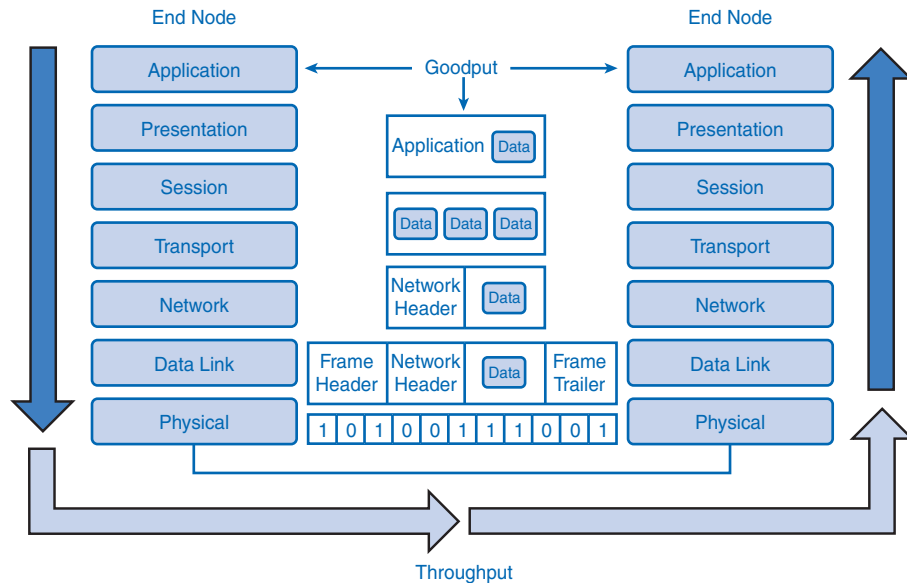 End Node
End Node
Application
Goodput
Application
Presentation
Application Data
Presentation
Session
Data Data Data
Session
Transport
Transport
Network
Network
Header
Data
Network
Data Link
Frame
Header
Network
Header
Data
Frame
Trailer
Data Link
Physical
1 0 1 0 0 1 1 1 0 0 1
Physical
Throughput